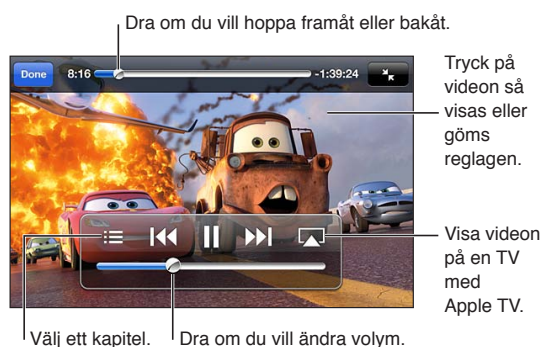 Dra om du vill hoppa framåt eller bakåt.
Done 8:16 -1:39:24
Tryck på
videon så
visas eller
göms
reglagen.
Visa videon
på en TV
med
Apple TV.
Välj ett kapitel.
Dra om du vill ändra volym.